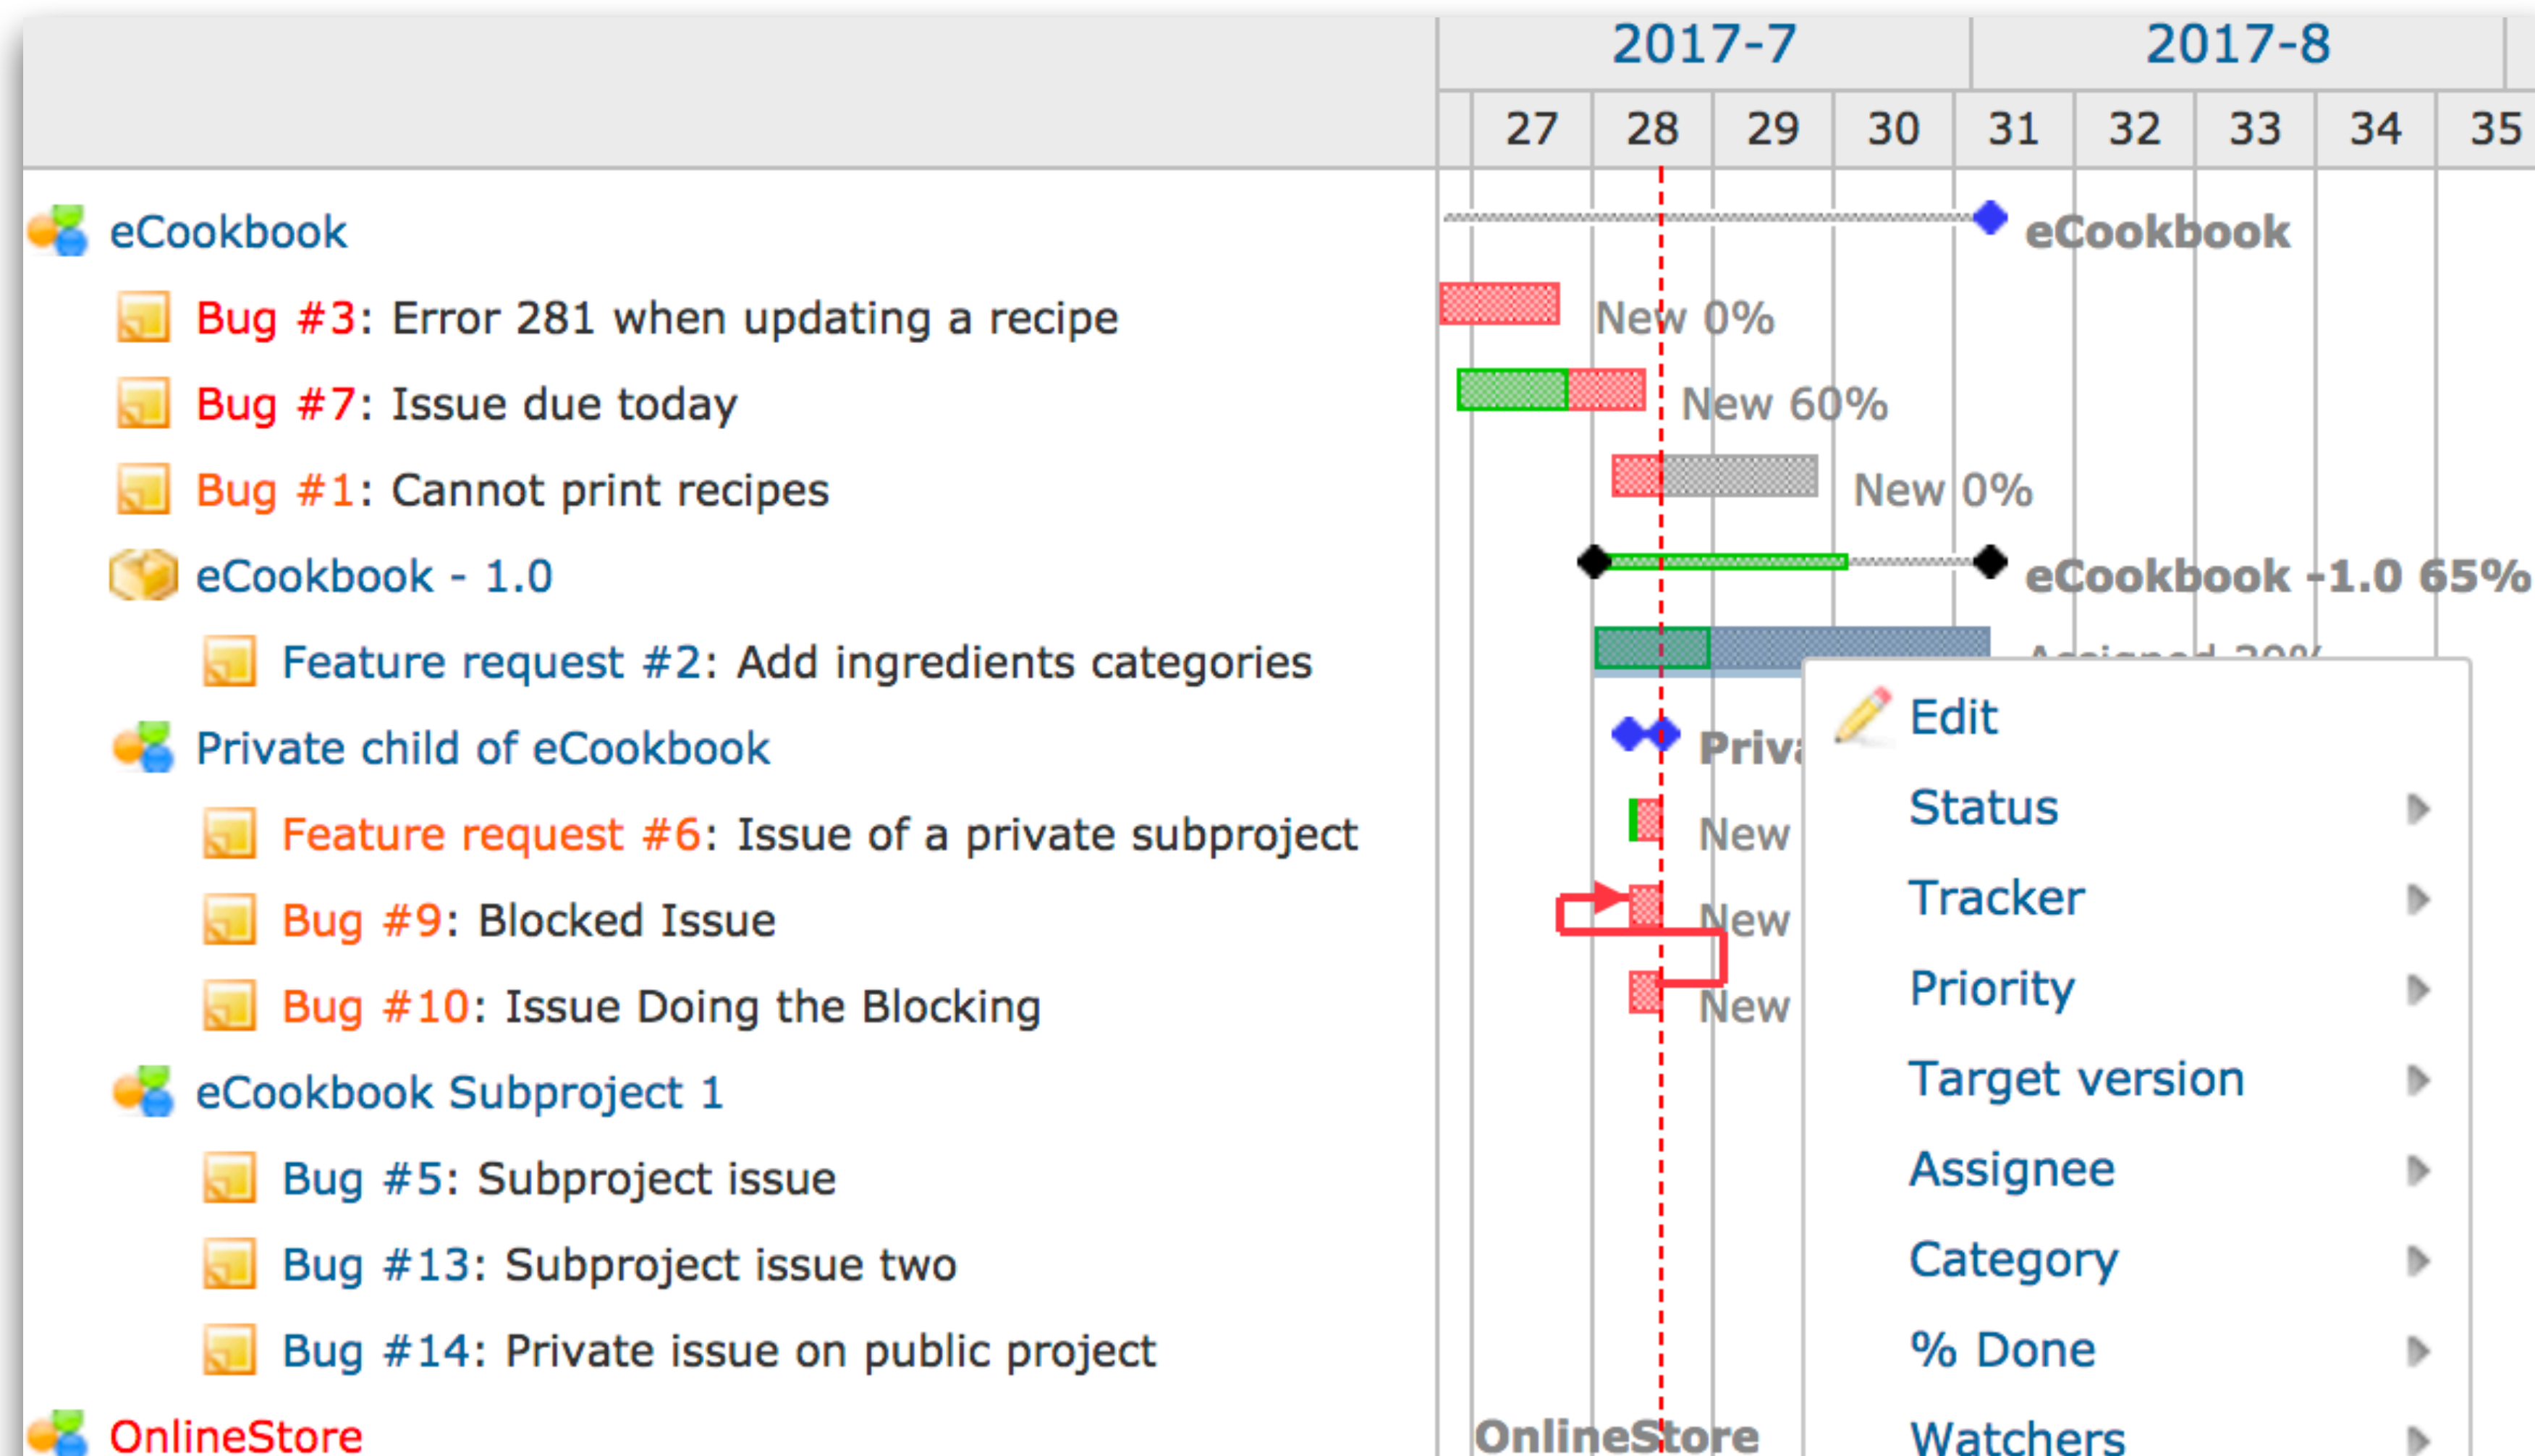 2017-7 2017-8
27 28 29 30 31 32 33 34 35
eCookbook eCookbook
Bug #3: Error 281 when updating a recipe New 0%
Bug #7: Issue due today New 60%
Bug #1: Cannot print recipes New 0%
eCookbook - 1.0 eCookbook -1.0 65%
Feature request #2: Add ingredients categories
Edit
Private child of eCookbook
Status
Feature request #6: Issue of a private subproject New
Tracker
Bug #9: Blocked Issue New
Priority
Bug #10: Issue Doing the Blocking New
Target version
eCookbook Subproject 1
Assignee
Bug #5: Subproject issue
Category
Bug #13: Subproject issue two
% Done
Bug #14: Private issue on public project
Watchers
OnlineStore OnlineStore